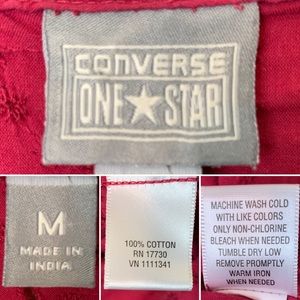 CONVERSE
ONE★STAR
M
MADE IN
INDIA
100% COTTON
RN 17730
VN 1111341
MACHINE WASH COLD
WITH LIKE COLORS
ONLY NON-CHLORINE
BLEACH WHEN NEEDED
TUMBLE DRY LOW
REMOVE PROMPTLY
WARM IRON
WHEN NEEDED